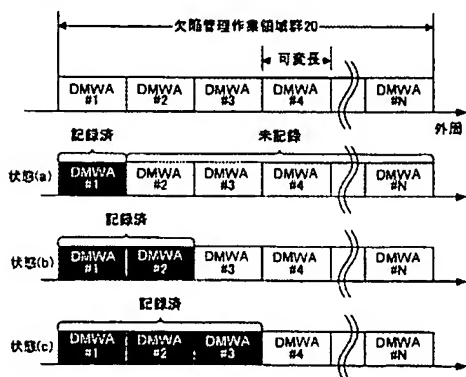 欠陥管理作業領域群20
可変長
DMWA #1 DMWA #2 DMWA #3 DMWA #4 DMWA #N
外周
記録済 未記録
状態(a) DMWA #1 DMWA #2 DMWA #3 DMWA #4 DMWA #N
記録済
状態(b) DMWA #1 DMWA #2 DMWA #3 DMWA #4 DMWA #N
記録済
状態(c) DMWA #1 DMWA #2 DMWA #3 DMWA #4 DMWA #N